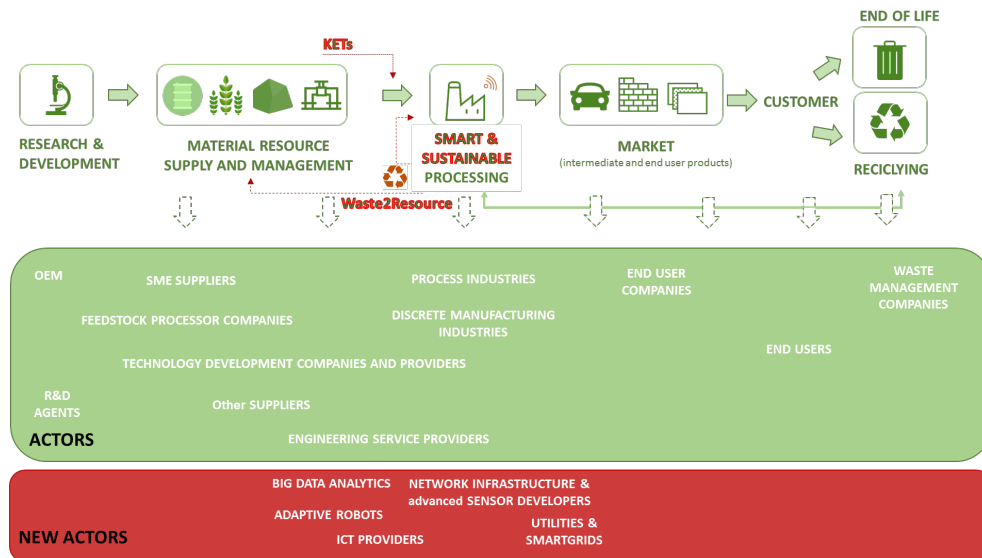 END OF LIFE
KETs
CUSTOMER
RESEARCH &
DEVELOPMENT
MATERIAL RESOURCE
SUPPLY AND MANAGEMENT
SMART &
SUSTAINABLE
PROCESSING
MARKET
(intermediate and end user products)
RECICLYING
Waste2Resource
OEM
SME SUPPLIERS
PROCESS INDUSTRIES
END USER
COMPANIES
WASTE
MANAGEMENT
COMPANIES
FEEDSTOCK PROCESSOR COMPANIES
DISCRETE MANUFACTURING
INDUSTRIES
END USERS
TECHNOLOGY DEVELOPMENT COMPANIES AND PROVIDERS
R&D
AGENTS
Other SUPPLIERS
ACTORS
ENGINEERING SERVICE PROVIDERS
BIG DATA ANALYTICS
NETWORK INFRASTRUCTURE &
advanced SENSOR DEVELOPERS
ADAPTIVE ROBOTS
UTILITIES &
SMARTGRIDS
NEW ACTORS
ICT PROVIDERS